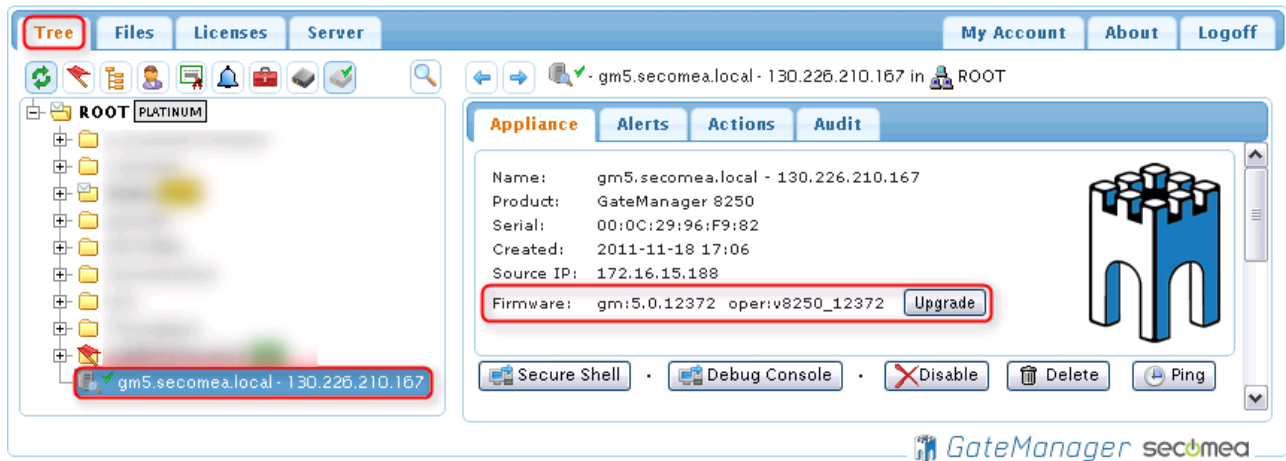 Tree Files Licenses Server My Account About Logoff
gm5.secomea.local - 130.226.210.167 in ROOT
ROOT PLATINUM
Appliance Alerts Actions Audit
Name: gm5.secomea.local - 130.226.210.167
Product: GateManager 8250
Serial: 00:0C:29:96:F9:82
Created: 2011-11-18 17:06
Source IP: 172.16.15.188
Firmware: gm:5.0.12372 oper:v8250_12372 Upgrade
gm5.secomea.local - 130.226.210.167
Secure Shell · Debug Console · Disable Delete Ping
GateManager secomea